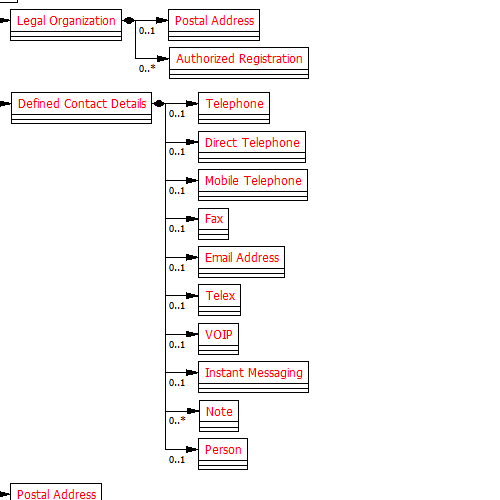 Legal Organization
Postal Address
0..1
Authorized Registration
0..*
Defined Contact Details
Telephone
0..1
Direct Telephone
0..1
Mobile Telephone
0..1
Fax
0..1
Email Address
0..1
Telex
0..1
VOIP
0..1
Instant Messaging
0..1
Note
0..*
Person
0..1
Postal Address